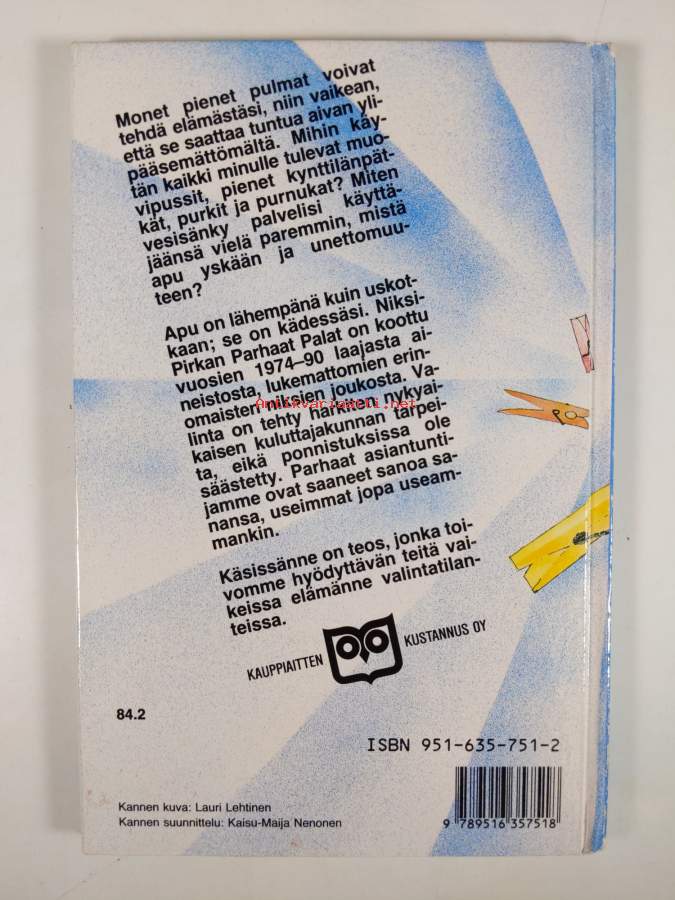 Monet pienet pulmat voivat
tehdä elämästäsi, niin vaikean,
että se saattaa tuntua aivan yli-
pääsemättömältä. Mihin käy-
tän kaikki minulle tulevat muo-
vipussit, pienet kynttilänpät-
kät, purkit ja purnukat? Miten
vesisänky palvelisi käyttä-
jäänsä vielä paremmin, mistä
apu yskään ja unettomuu-
teen?
Apu on lähempänä kuin uskot-
kaan; se on kädessäsi. Niksi-
Pirkan Parhaat Palat on koottu
vuosien 1974–90 laajasta ai-
neistosta, lukemattomien erin-
omaisten niksien joukosta. Va-
linta on tehty harkiten nykyai-
kaisen kuluttajakunnan tarpei-
ta, eikä ponnistuksissa ole
säästetty. Parhaat asiantunti-
jamme ovat saaneet sanoa sa-
nansa, useimmat jopa useam-
mankin.
Käsissänne on teos, jonka toi-
vomme hyödyttävän teitä vai-
keissa elämänne valintatilan-
teissa.
Antikvariaatti.net
KAUPPIAITTEN KUSTANNUS OY
84.2
ISBN 951-635-751-2
9 789516 357518
Kannen kuva: Lauri Lehtinen
Kannen suunnittelu: Kaisu-Maija Nenonen